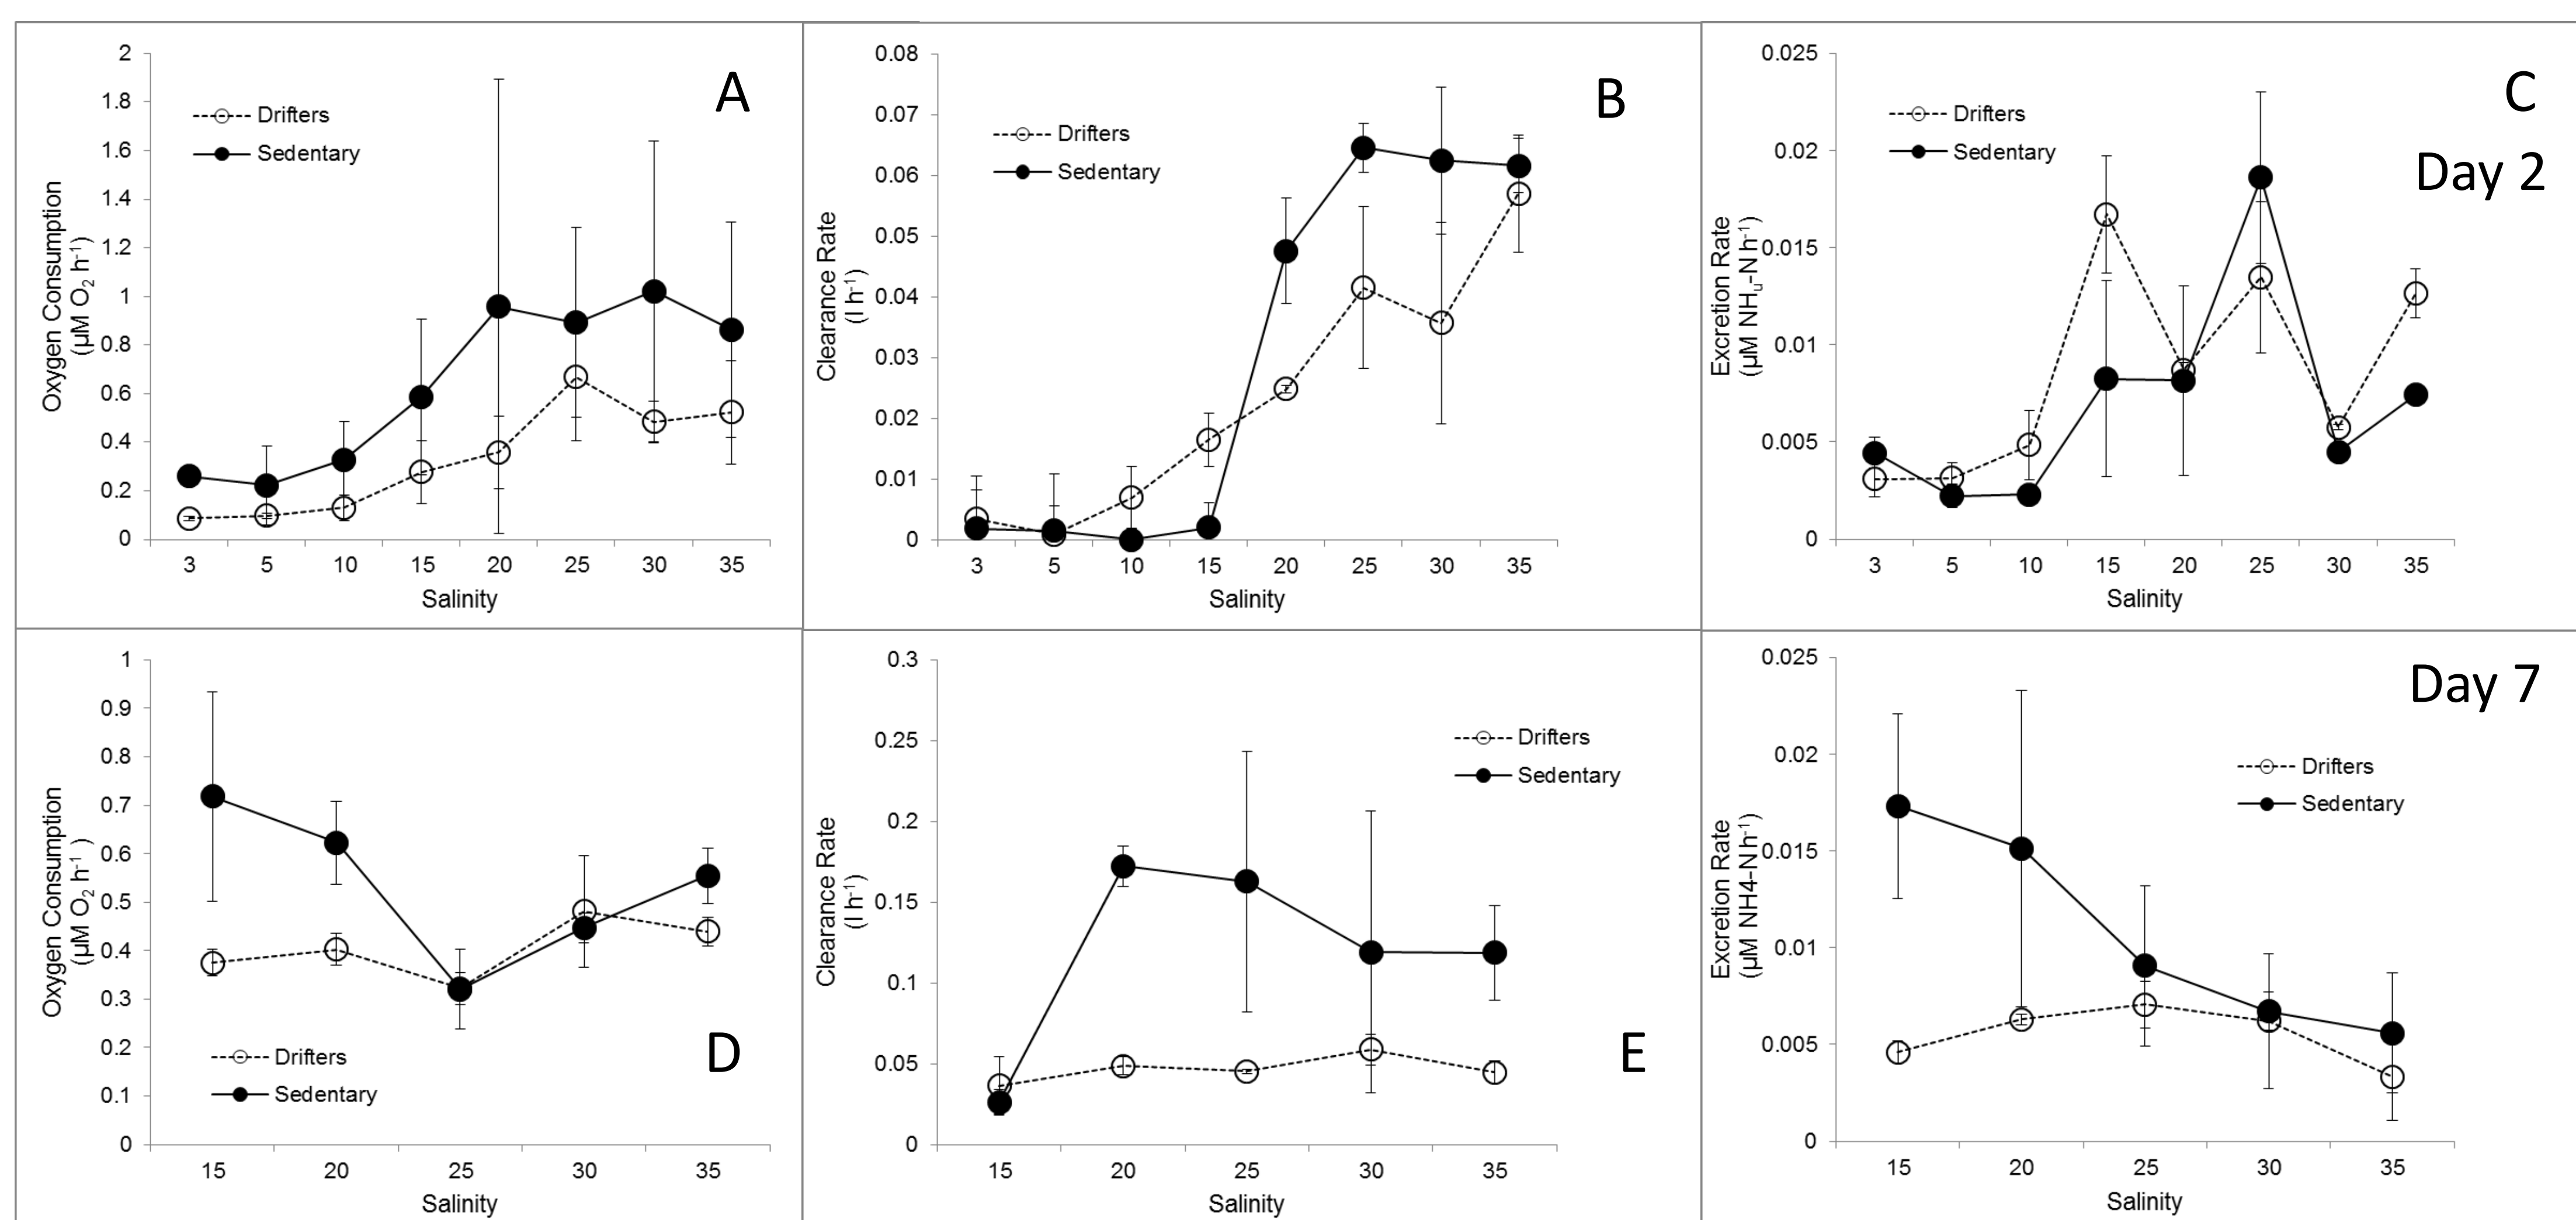 A
Oxygen Consumption
(µM O2 h-1)
2
1.8
1.6
1.4
1.2
1
0.8
0.6
0.4
0.2
0
Drifters
Sedentary
3 5 10 15 20 25 30 35
Salinity
B
Clearance Rate
(l h-1)
0.08
0.07
0.06
0.05
0.04
0.03
0.02
0.01
0
Drifters
Sedentary
3 5 10 15 20 25 30 35
Salinity
C
Day 2
Excretion Rate
(µM NHu-N h-1)
0.025
0.02
0.015
0.01
0.005
0
Drifters
Sedentary
3 5 10 15 20 25 30 35
Salinity
D
Oxygen Consumption
(µM O2 h-1 )
1
0.9
0.8
0.7
0.6
0.5
0.4
0.3
0.2
0.1
0
Drifters
Sedentary
15 20 25 30 35
Salinity
E
Clearance Rate
(l h-1)
0.3
0.25
0.2
0.15
0.1
0.05
0
Drifters
Sedentary
15 20 25 30 35
Salinity
Day 7
Excretion Rate
(µM NH4-N h-1)
0.025
0.02
0.015
0.01
0.005
0
Drifters
Sedentary
15 20 25 30 35
Salinity